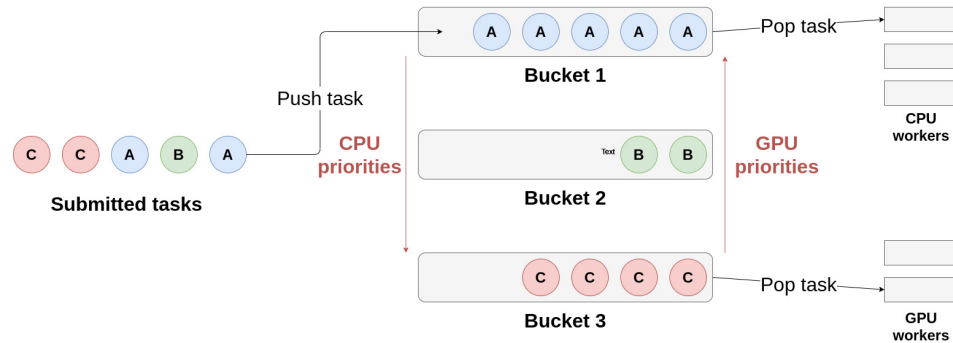 A A A A A
Pop task
Bucket 1
Push task
CPU
workers
C C A B A
CPU
priorities
Text
B B
GPU
priorities
Submitted tasks
Bucket 2
C C C C
Pop task
Bucket 3
GPU
workers